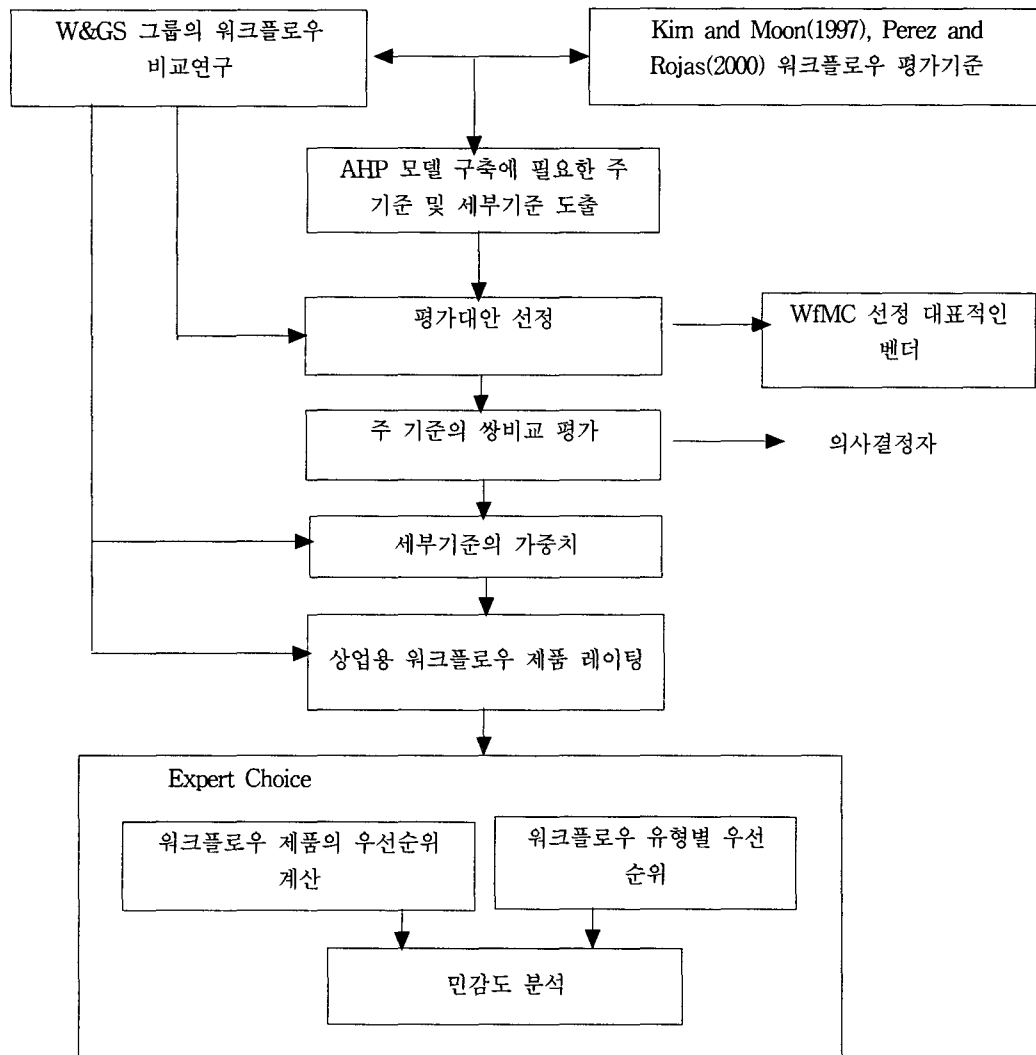 W&GS 그룹의 워크플로우
비교연구
Kim and Moon(1997), Perez and
Rojas(2000) 워크플로우 평가기준
AHP 모델 구축에 필요한 주
기준 및 세부기준 도출
평가대안 선정
WfMC 선정 대표적인
벤더
주 기준의 쌍비교 평가
의사결정자
세부기준의 가중치
상업용 워크플로우 제품 레이팅
Expert Choice
워크플로우 제품의 우선순위
계산
워크플로우 유형별 우선
순위
민감도 분석